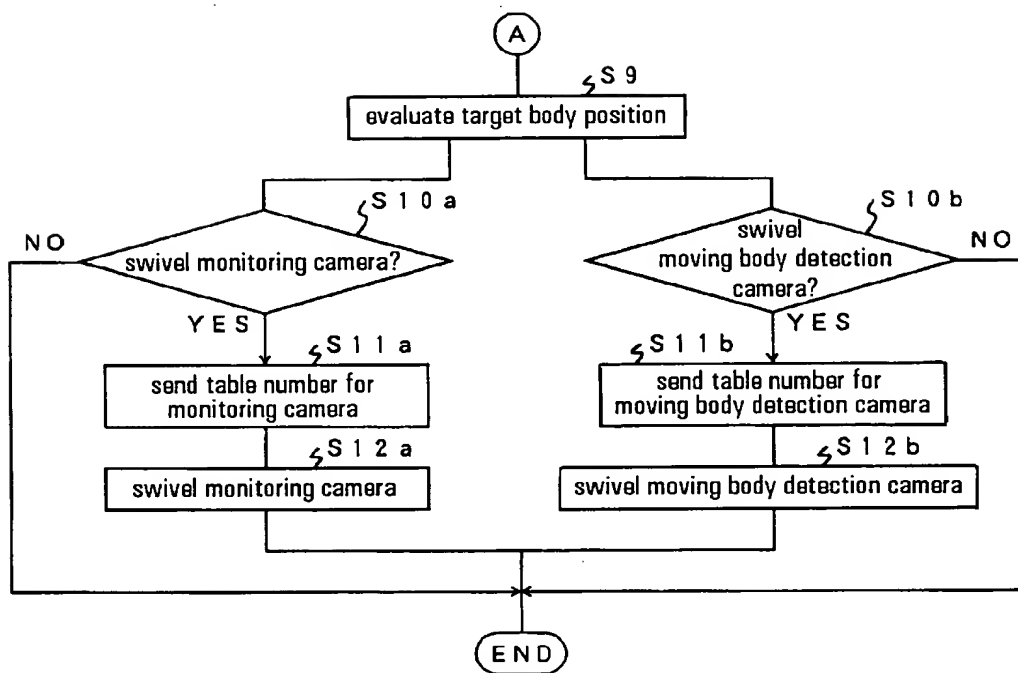 A
S9
evaluate target body position
S10a
NO
swivel monitoring camera?
YES
S11a
send table number for
monitoring camera
S12a
swivel monitoring camera
S10b
NO
swivel
moving body detection
camera?
YES
S11b
send table number for
moving body detection camera
S12b
swivel moving body detection camera
END